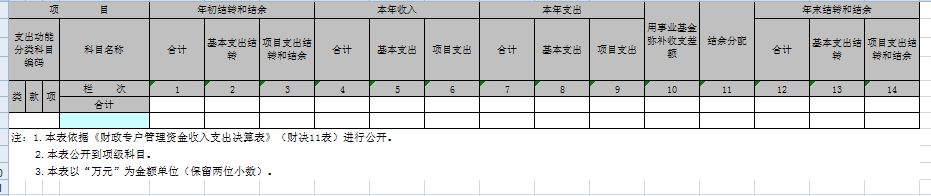 项 目 年初结转和结余 本年收入 本年支出 用事业基金弥补收支差额 结余分配 年末结转和结余
支出功能分类科目编码 科目名称 合计 基本支出结转 项目支出结转和结余 合计 基本支出 项目支出 合计 基本支出 项目支出 合计 基本支出结转 项目支出结转和结余
类 款 项 栏 次 1 2 3 4 5 6 7 8 9 10 11 12 13 14
合计
注：1.本表依据《财政专户管理资金收入支出决算表》（财决11表）进行公开。
2.本表公开到项级科目。
3.本表以“万元”为金额单位（保留两位小数）。